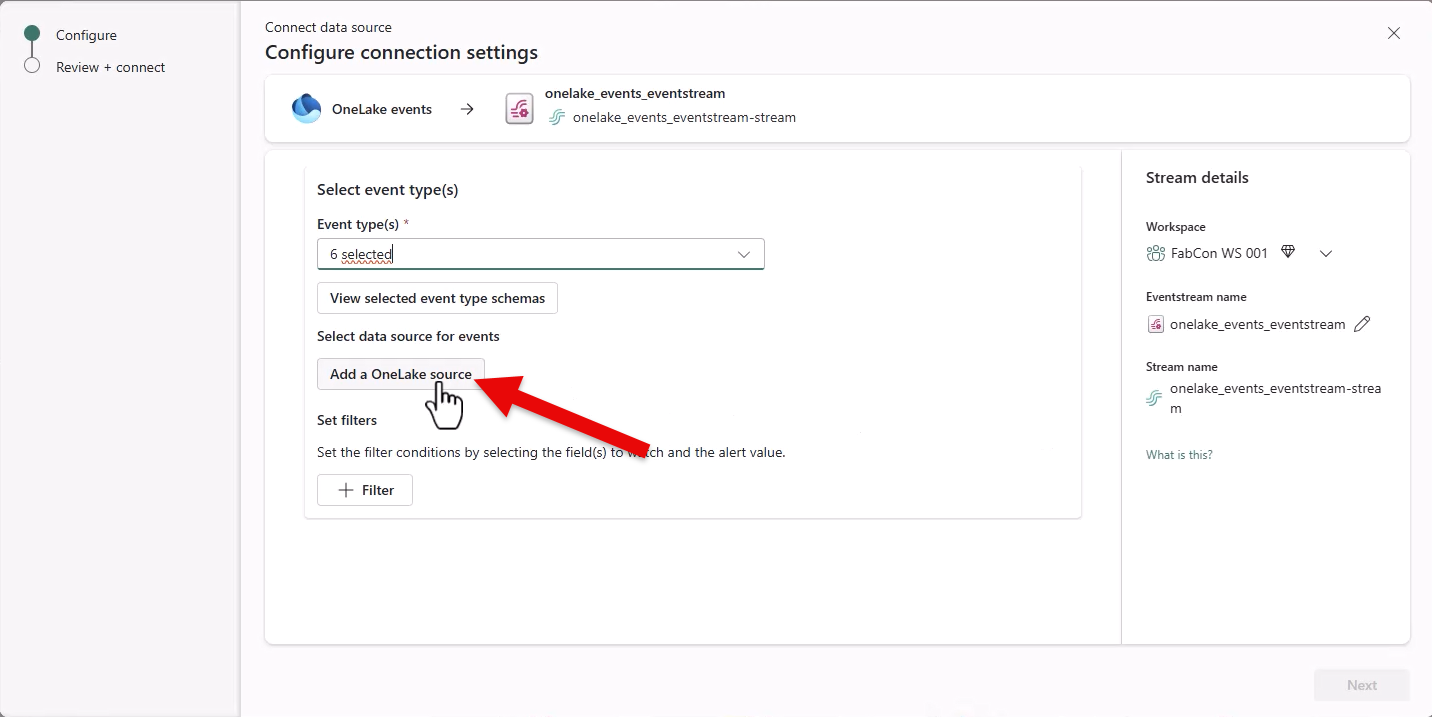 Configure
Review + connect
Connect data source
Configure connection settings
OneLake events
onelake_events_eventstream
onelake_events_eventstream-stream
Select event type(s)
Event type(s) *
6 selected
View selected event type schemas
Select data source for events
Add a OneLake source
Set filters
Set the filter conditions by selecting the field(s) to and the alert value.
Filter
Stream details
Workspace
FabCon WS 001
Eventstream name
onelake_events_eventstream
Stream name
onelake_events_eventstream-strea
m
What is this?
Next